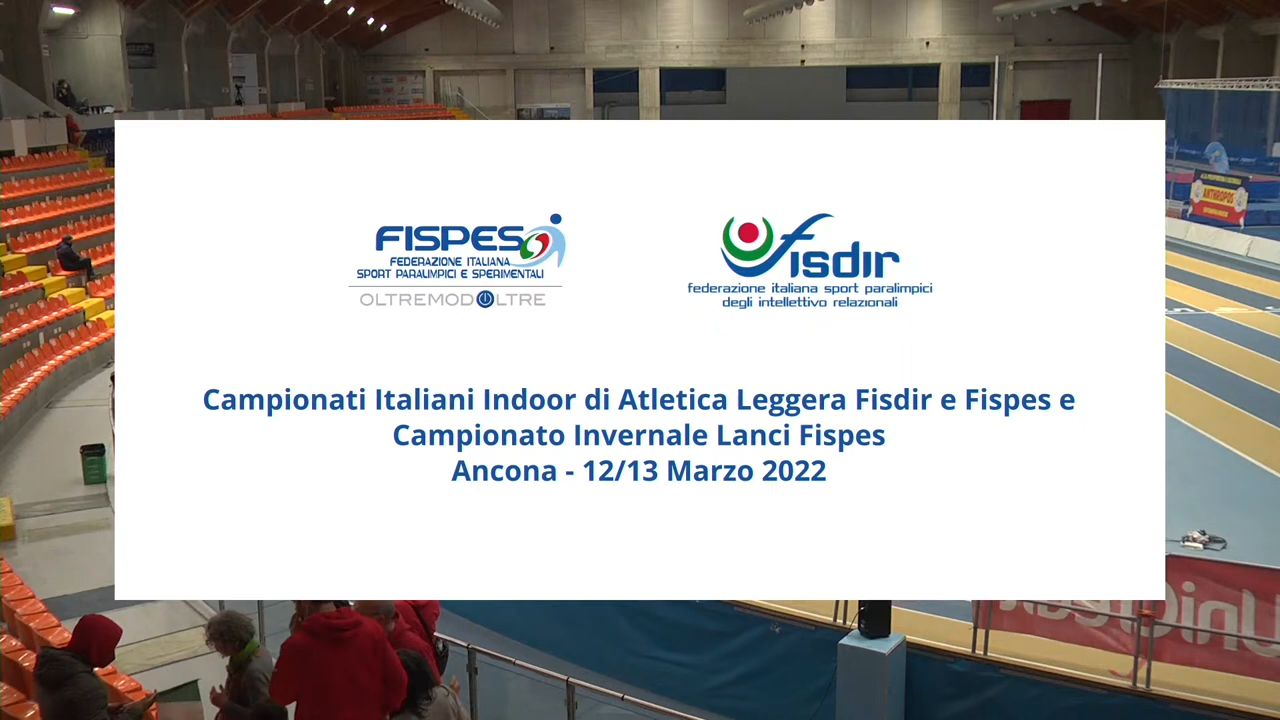 FISPES
FEDERAZIONE ITALIANA
SPORT PARALIMPICI E SPERIMENTALI
OLTREMODOLTRE
fisdir
federazione italiana sport paralimpici
degli intellettivo relazionali
Campionati Italiani Indoor di Atletica Leggera Fisdir e Fispes e
Campionato Invernale Lanci Fispes
Ancona - 12/13 Marzo 2022
ANTHROPOS